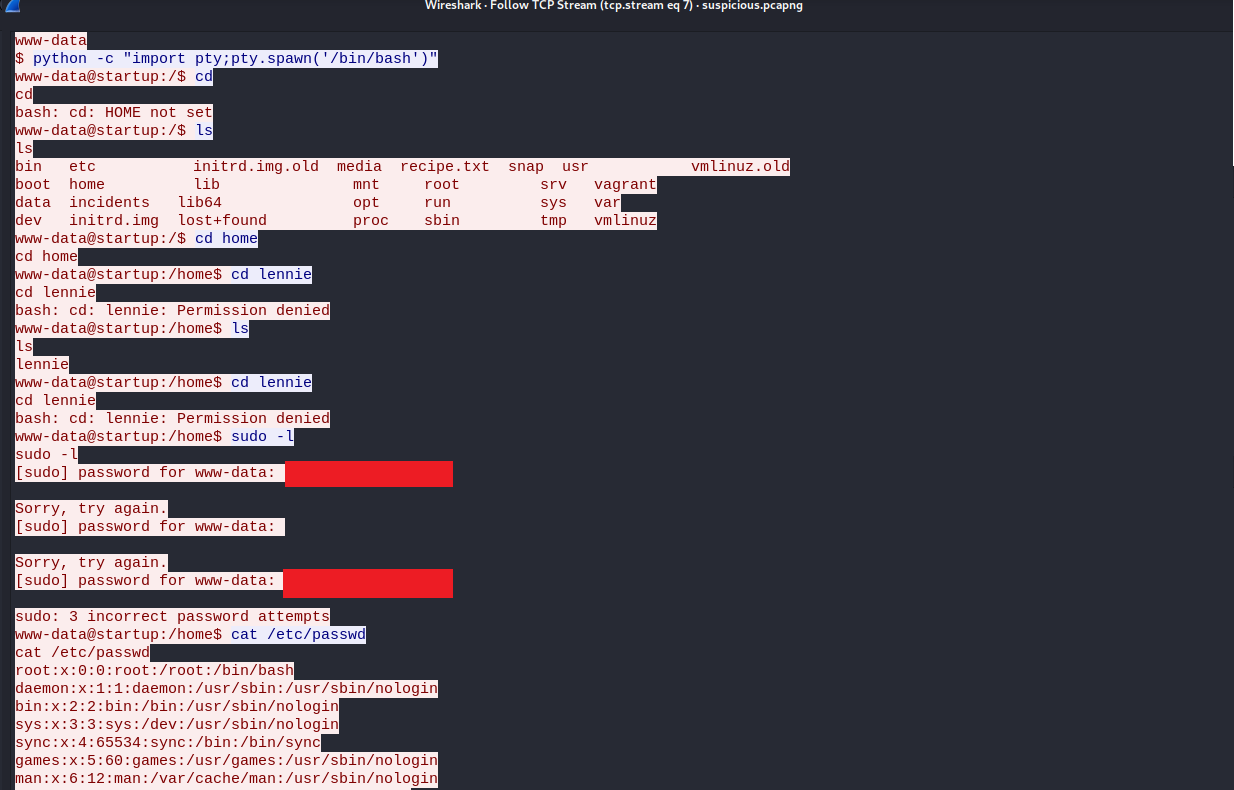 Wireshark · Follow TCP Stream (tcp.stream eq 7) · suspicious.pcapng
www-data
$ python -c "import pty;pty.spawn('/bin/bash')"
www-data@startup:/$ cd
cd
bash: cd: HOME not set
www-data@startup:/$ ls
ls
bin   etc          initrd.img.old  media  recipe.txt  snap  usr            vmlinuz.old
boot  home          lib               mnt     root         srv   vagrant
data  incidents   lib64             opt     run          sys   var
dev   initrd.img  lost+found          proc    sbin         tmp   vmlinuz
www-data@startup:/$ cd home
cd home
www-data@startup:/home$ cd lennie
cd lennie
bash: cd: lennie: Permission denied
www-data@startup:/home$ ls
ls
lennie
www-data@startup:/home$ cd lennie
cd lennie
bash: cd: lennie: Permission denied
www-data@startup:/home$ sudo -l
sudo -l
[sudo] password for www-data:
Sorry, try again.
[sudo] password for www-data:
Sorry, try again.
[sudo] password for www-data:
sudo: 3 incorrect password attempts
www-data@startup:/home$ cat /etc/passwd
cat /etc/passwd
root:x:0:0:root:/root:/bin/bash
daemon:x:1:1:daemon:/usr/sbin:/usr/sbin/nologin
bin:x:2:2:bin:/bin:/usr/sbin/nologin
sys:x:3:3:sys:/dev:/usr/sbin/nologin
sync:x:4:65534:sync:/bin:/bin/sync
games:x:5:60:games:/usr/games:/usr/sbin/nologin
man:x:6:12:man:/var/cache/man:/usr/sbin/nologin